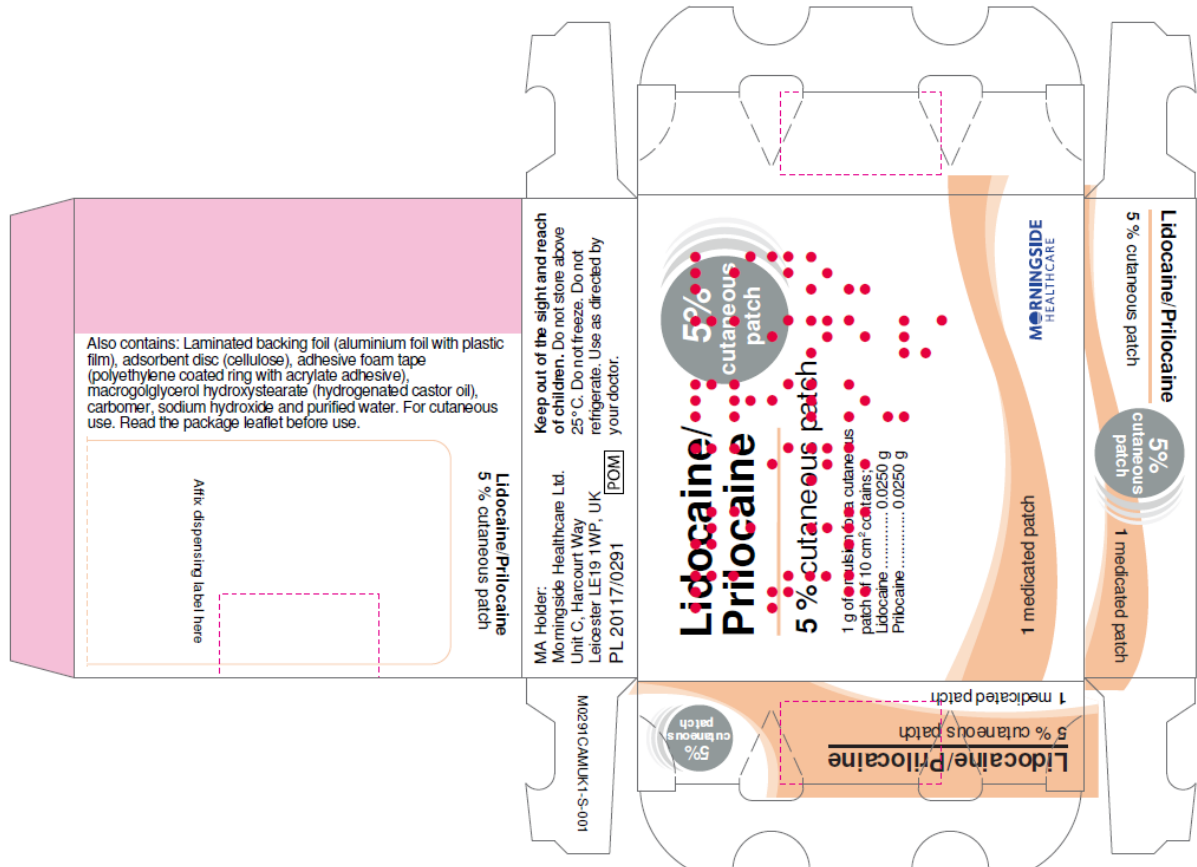 Also contains: Laminated backing foil (aluminium foil with plastic
film), adsorbent disc (cellulose), adhesive foam tape
(polyethylene coated ring with acrylate adhesive),
macrogolglycerol hydroxystearate (hydrogenated castor oil),
carbomer, sodium hydroxide and purified water. For cutaneous
use. Read the package leaflet before use.
Affix dispensing label here
Lidocaine/Prilocaine
5 % cutaneous patch
Keep out of the sight and reach
of children. Do not store above
25° C. Do not freeze. Do not
refrigerate. Use as directed by
your doctor.
MA Holder:
Morningside Healthcare Ltd.
Unit C, Harcourt Way
Leicester LE19 1WP, UK
PL 20117/0291
POM
M0291CAMUK1-S-001
5%
cutaneous
patch
Lidocaine/
Prilocaine
5 % cutaneous patch
1 g of emulsion on a cutaneous
patch of 10 cm² contains;
Lidocaine .............. 0.0250 g
Prilocaine .............. 0.0250 g
1 medicated patch
MORNINGSIDE
HEALTHCARE
Lidocaine/Prilocaine
5 % cutaneous patch
5%
cutaneous
patch
1 medicated patch
Lidocaine/Prilocaine
5 % cutaneous patch
1 medicated patch
5%
cutaneous
patch